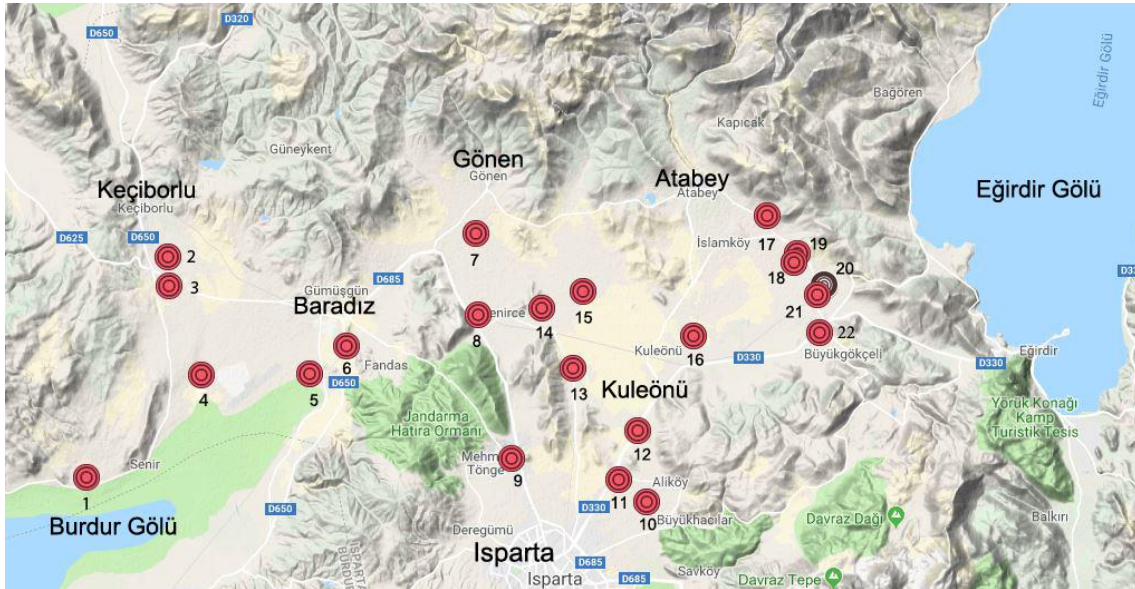 D650
D320
Bağören
Eğirdir Gölü
Kapıcak
Güneykent
Gönen
Gönen
Atabey
Atabey
Keçiborlu
Keçiborlu
Eğirdir Gölü
D625
D650
2
3
7
İslamköy
17
19
18
20
21
22
D685
Gümüşgün
Baradız
6
Fandas
D650
5
4
8
14
15
13
16
Kuleönü
D330
Büyükgökçeli
D330
Eğirdir
Kuleönü
Jandarma
Hatıra Ormanı
Yörük Konağı
Kamp
Turistik Tesis
12
Senir
1
Burdur Gölü
Tönge
9
11
Aliköy
10
D330
Büyükhacılar
Deregümü
Davraz Dağı
Balkırı
D650
Isparta
Isparta
D685
D685
Savköy
Davraz Tepe
ISPARTA
BURDUR